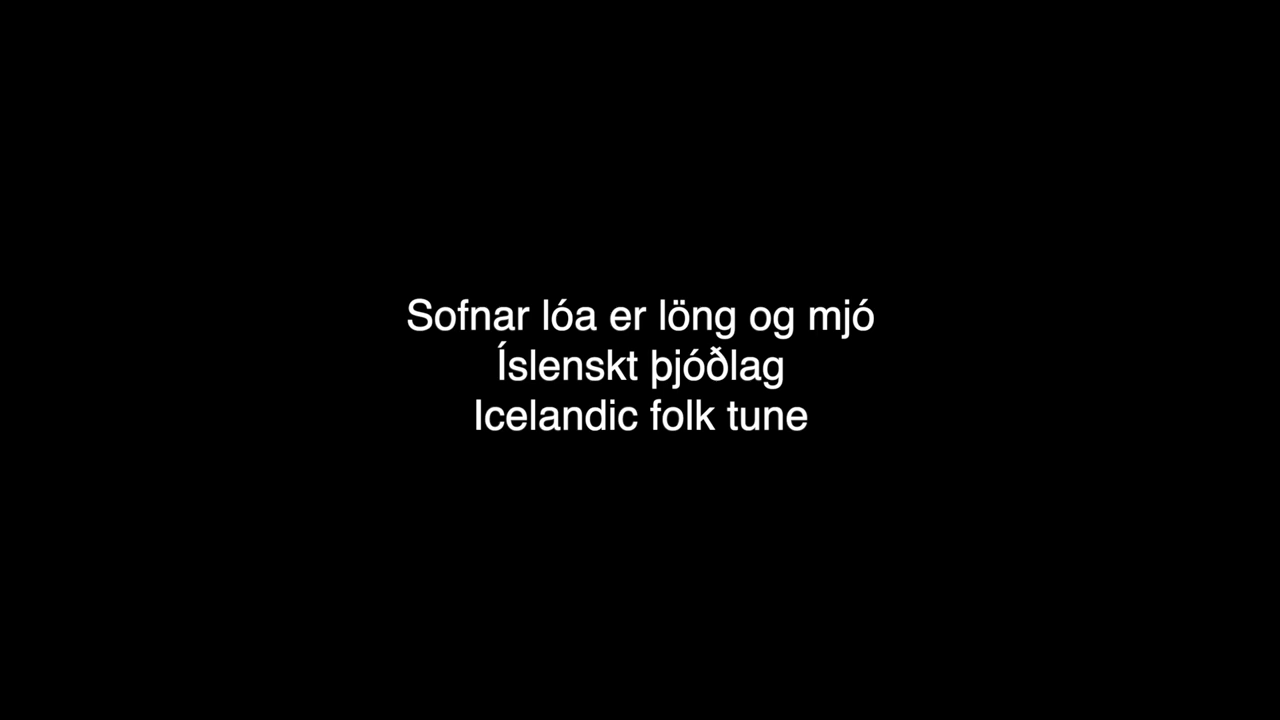 Sofnar lóa er löng og mjó
Íslenskt þjóðlag
Icelandic folk tune